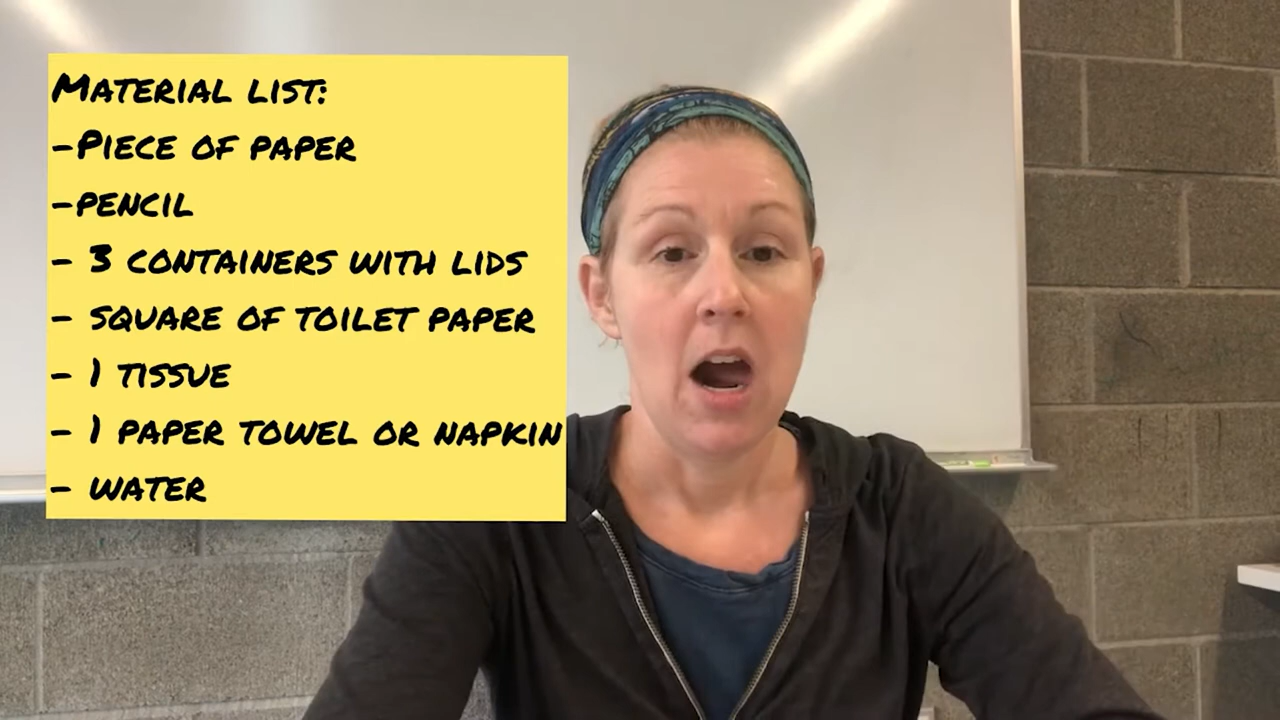 Material list:
-Piece of paper
-pencil
- 3 containers with lids
- square of toilet paper
- 1 tissue
- 1 paper towel or napkin
- water